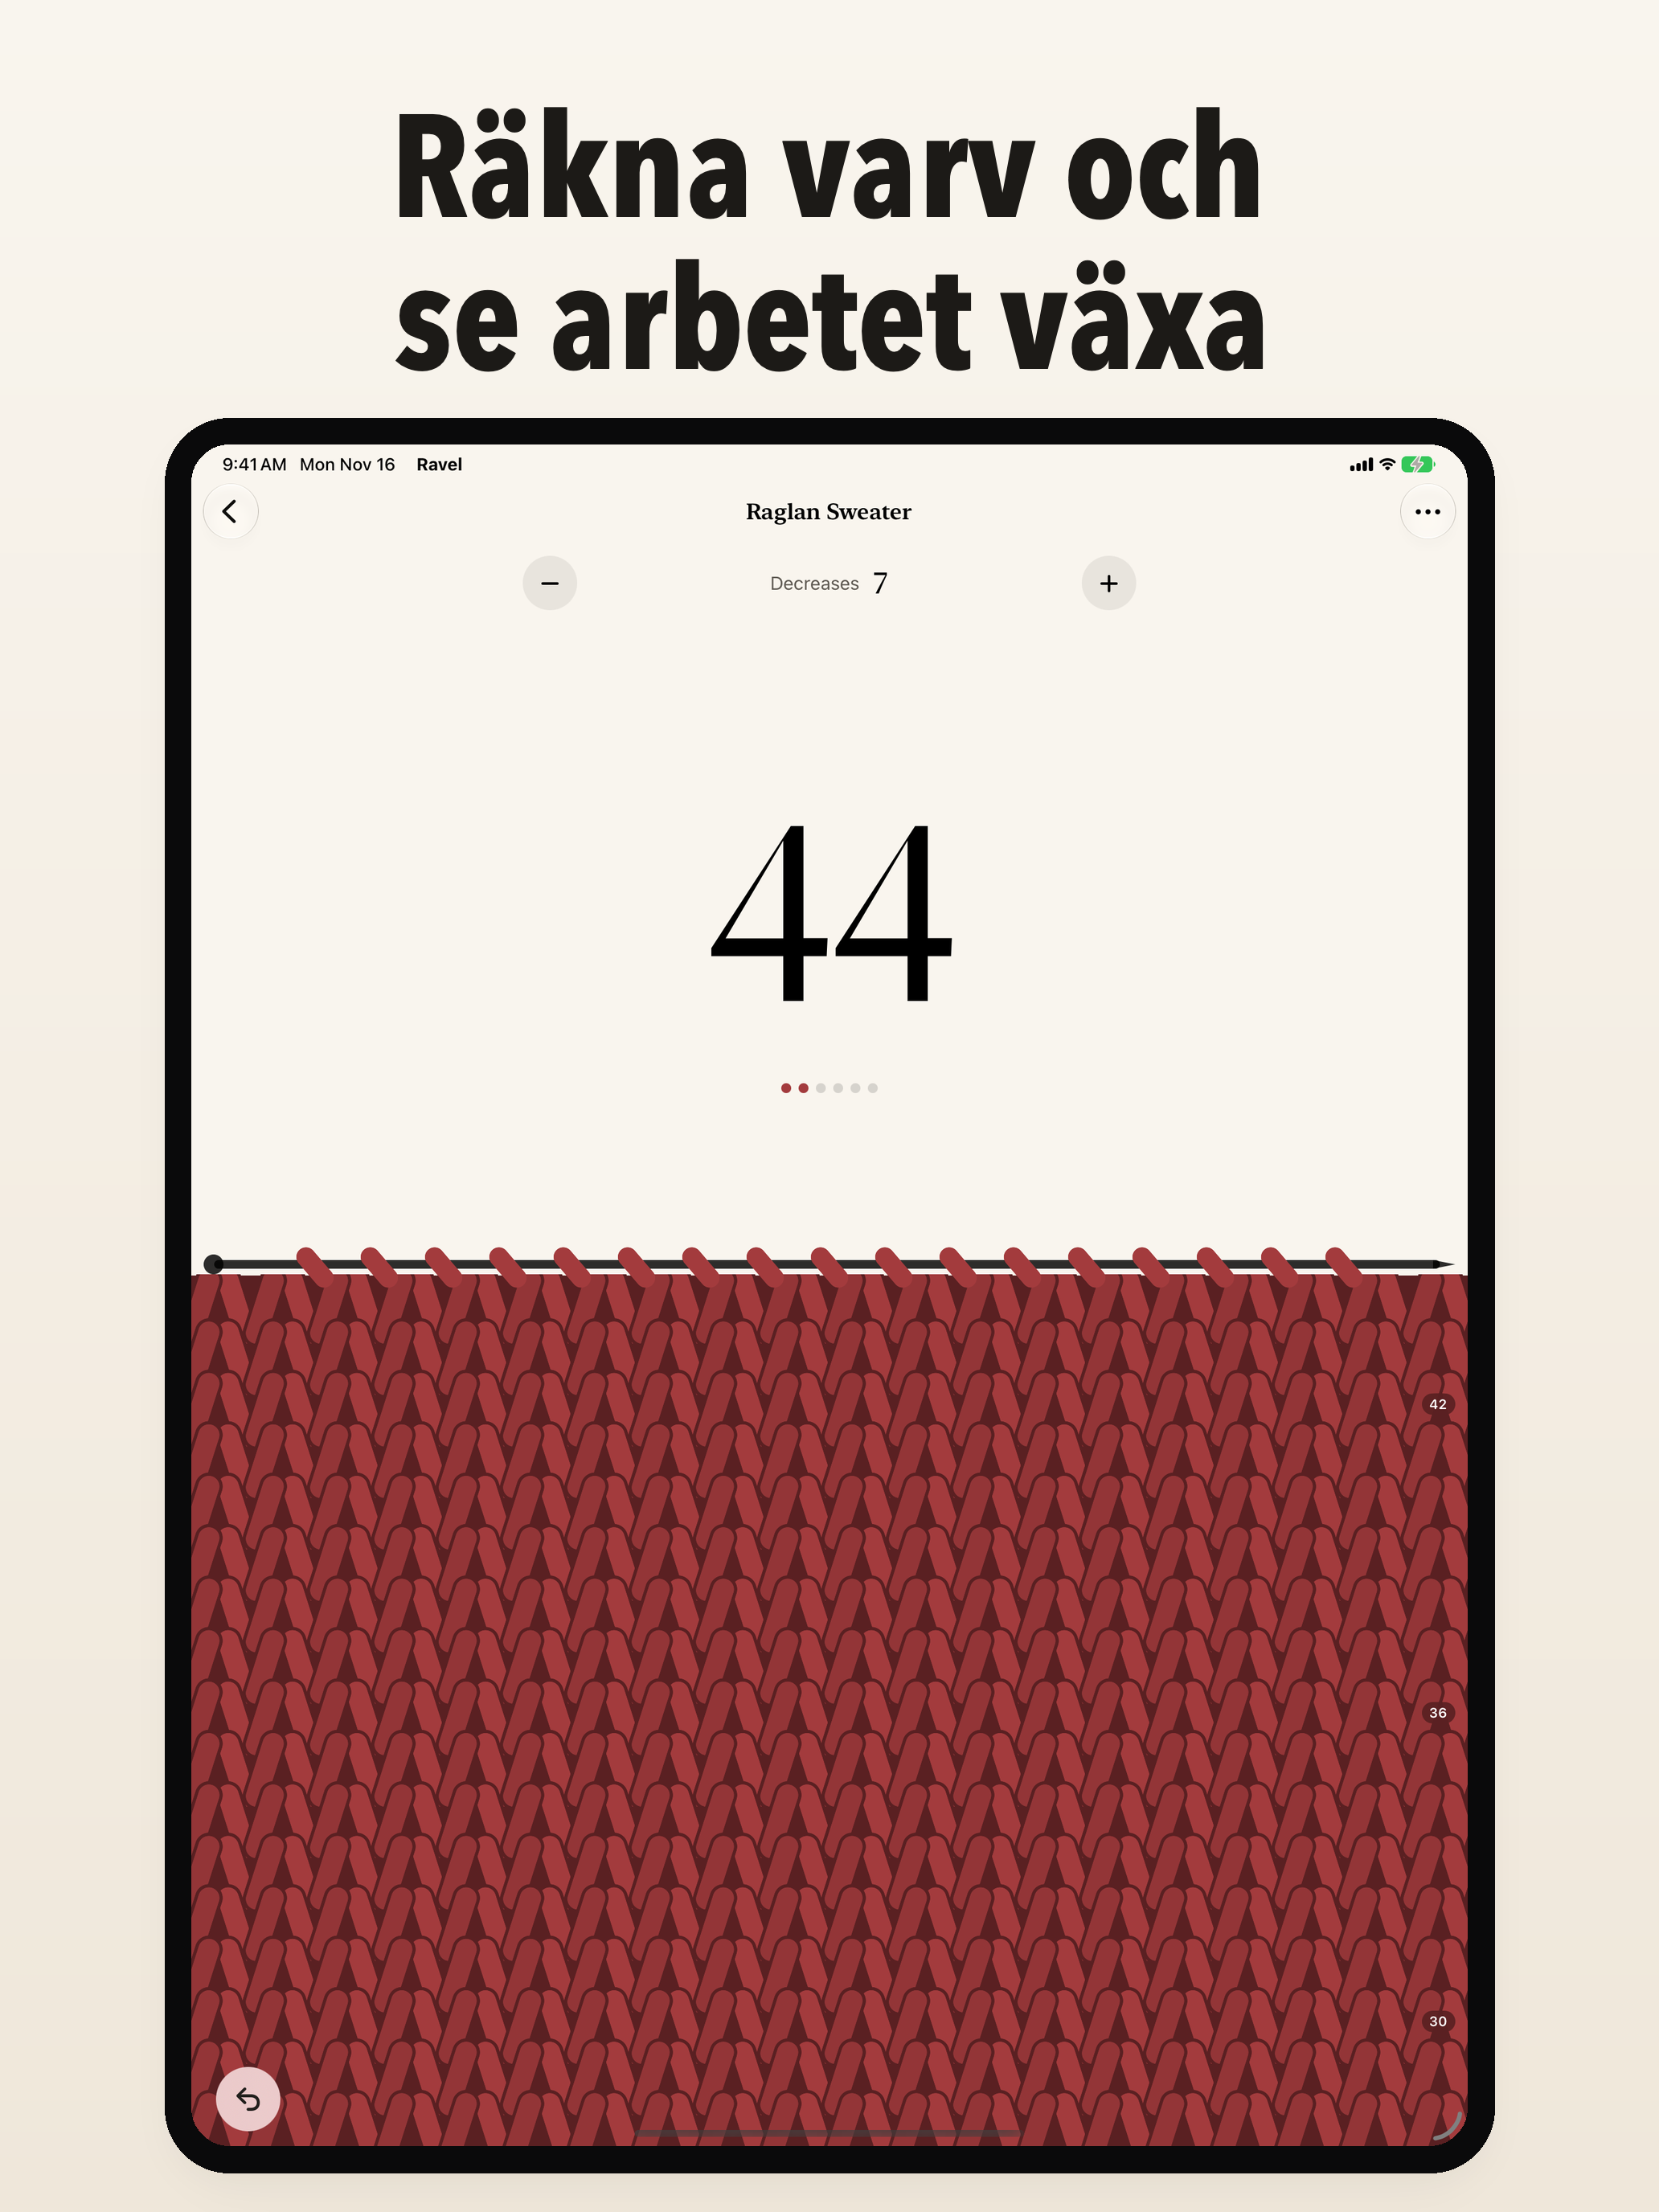 Räkna varv och
se arbetet växa
9:41 AM Mon Nov 16 Ravel
Raglan Sweater
Decreases 7
44
42
36
30